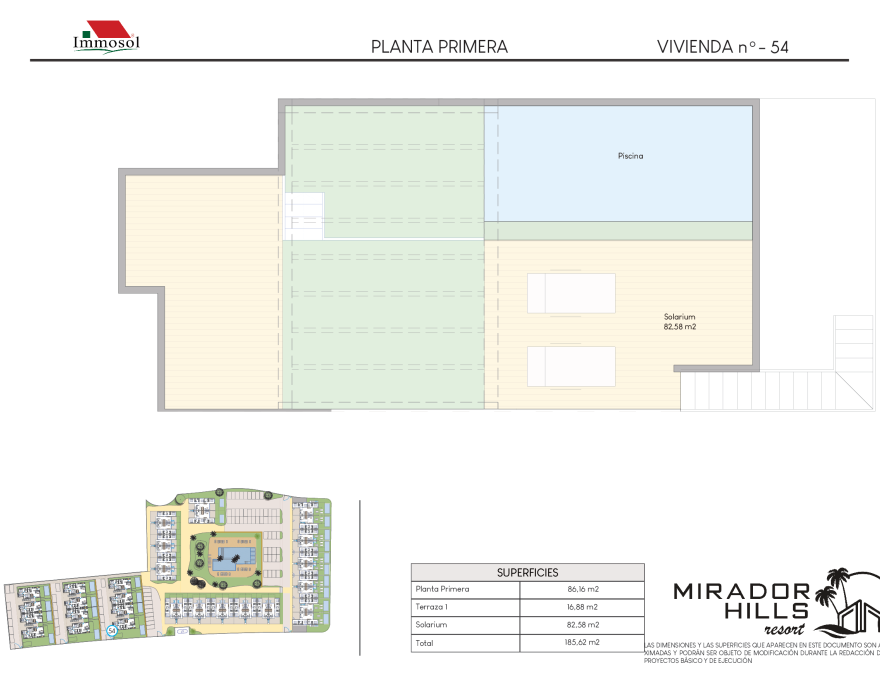 Immosol
PLANTA PRIMERA
VIVIENDA nº- 54
Piscina
Solarium
82,58 m2
54
SUPERFICIES
Planta Primera 86,16 m2
Terraza 1 16,88 m2
Solarium 82,58 m2
Total 185,62 m2
MIRADOR
HILLS
resort
LAS DIMENSIONES Y LAS SUPERFICIES QUE APARECEN EN ESTE DOCUMENTO SON A
XIMADAS Y PODRÁN SER OBJETO DE MODIFICACIÓN DURANTE LA REDACCIÓN D
PROYECTOS BÁSICO Y DE EJECUCIÓN